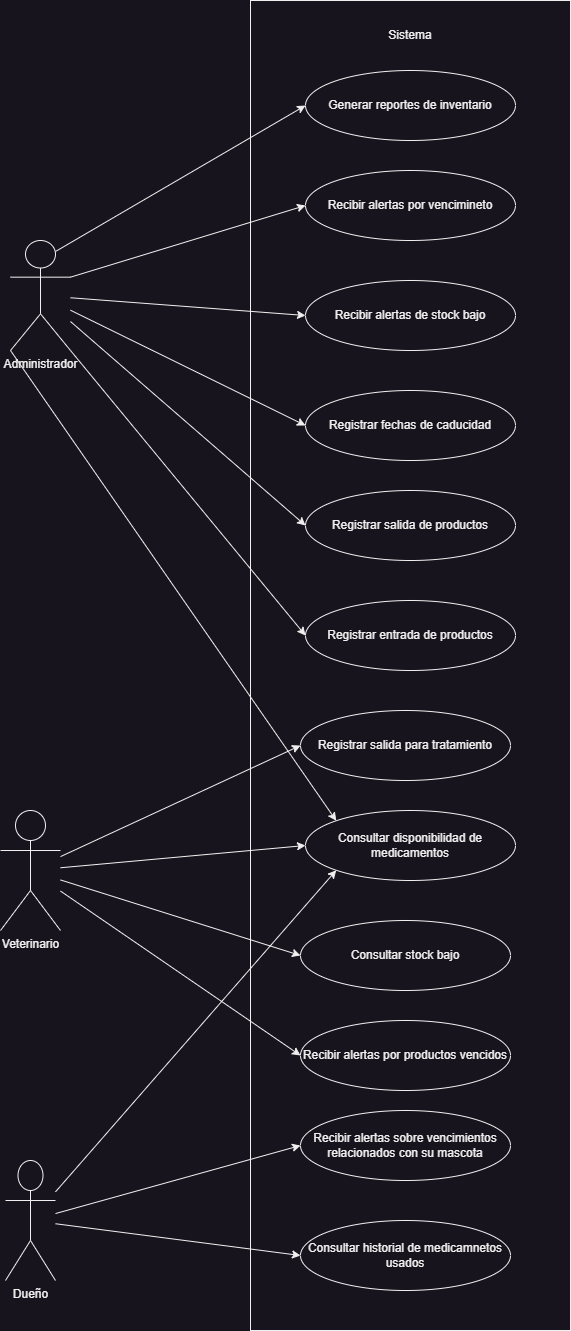 Sistema
Generar reportes de inventario
Recibir alertas por vencimineto
Recibir alertas de stock bajo
Administrador
Registrar fechas de caducidad
Registrar salida de productos
Registrar entrada de productos
Registrar salida para tratamiento
Consultar disponibilidad de
medicamentos
Veterinario
Consultar stock bajo
Recibir alertas por productos vencidos
Recibir alertas sobre vencimientos
relacionados con su mascota
Consultar historial de medicamnetos
usados
Dueño